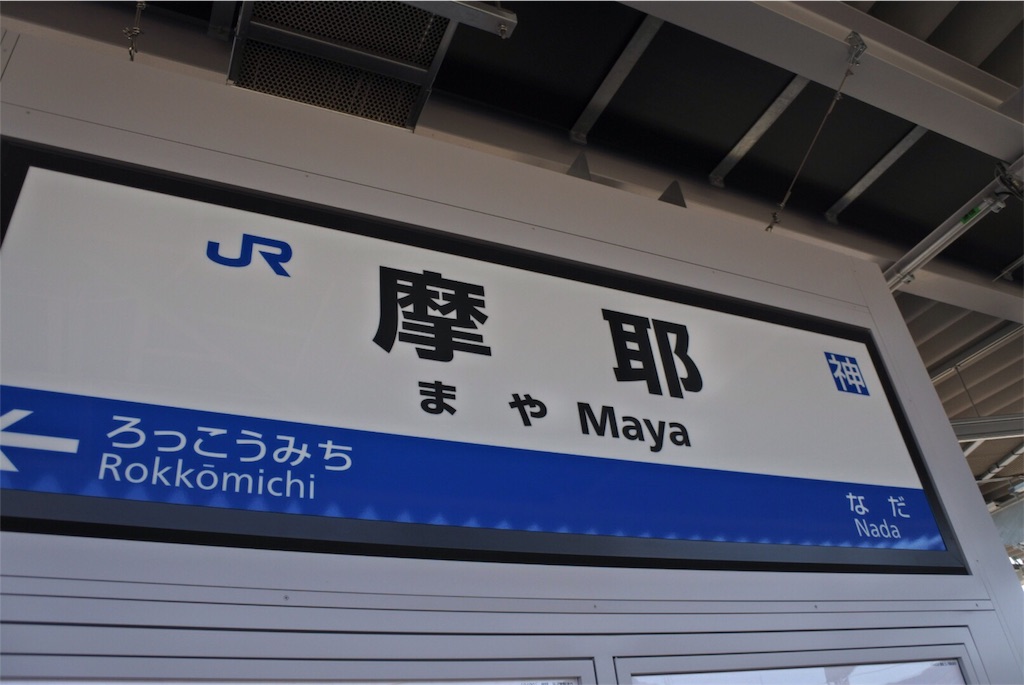 JR
摩耶
まや Maya
神
ろっこうみち
Rokkōmichi
なだ
Nada